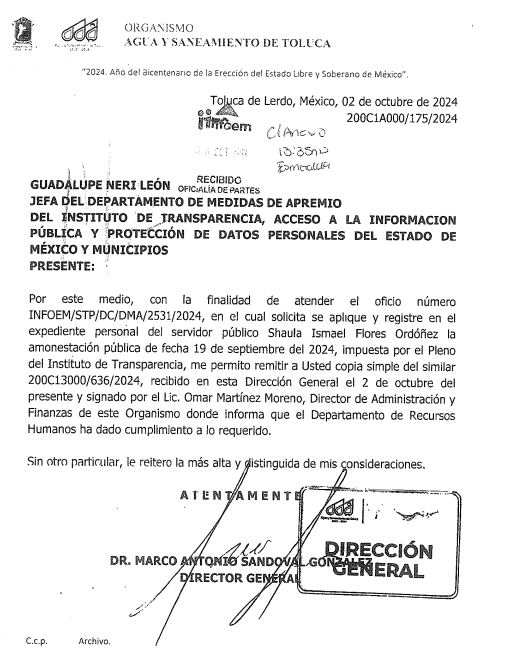 ORGANISMO
AGUA Y SANEAMIENTO DE TOLUCA
"2024. Año del Bicentenario de la Erección del Estado Libre y Soberano de México".
Toluca de Lerdo, México, 02 de octubre de 2024
200C1A000/175/2024
infoem
C/Anexo
13:35
RECIBIDO
OFICIALÍA DE PARTES
GUADALUPE NERI LEÓN
JEFA DEL DEPARTAMENTO DE MEDIDAS DE APREMIO
DEL INSTITUTO DE TRANSPARENCIA, ACCESO A LA INFORMACION
PÚBLICA Y PROTECCIÓN DE DATOS PERSONALES DEL ESTADO DE
MÉXICO Y MUNICIPIOS
PRESENTE:
Por este medio, con la finalidad de atender el oficio número
INFOEM/STP/DC/DMA/2531/2024, en el cual solicita se aplique y registre en el
expediente personal del servidor público Shaula Ismael Flores Ordóñez la
amonestación pública de fecha 19 de septiembre del 2024, impuesta por el Pleno
del Instituto de Transparencia, me permito remitir a Usted copia simple del similar
200C13000/636/2024, recibido en esta Dirección General el 2 de octubre del
presente y signado por el Lic. Omar Martínez Moreno, Director de Administración y
Finanzas de este Organismo donde informa que el Departamento de Recursos
Humanos ha dado cumplimiento a lo requerido.
Sin otro particular, le reitero la más alta y distinguida de mis consideraciones.
ATENTAMENTE
DR. MARCO ANTONIO SANDOVAL GONZÁLEZ
DIRECTOR GENERAL
DIRECCIÓN
GENERAL
C.c.p. Archivo.